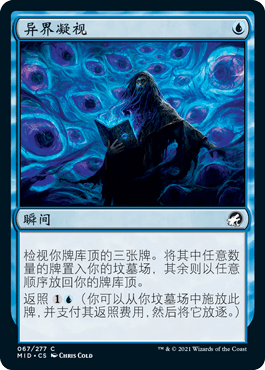 异界凝视
瞬间
检视你牌库顶的三张牌。将其中任意数
量的牌置入你的坟墓场,其余则以任意
顺序放回你的牌库顶。
返照 1 (你可以从你坟墓场中施放此
牌,并支付其返照费用,然后将它放逐。)
067/277 C
MID • CS CHRIS COLD
™ & © 2021 Wizards of the Coast